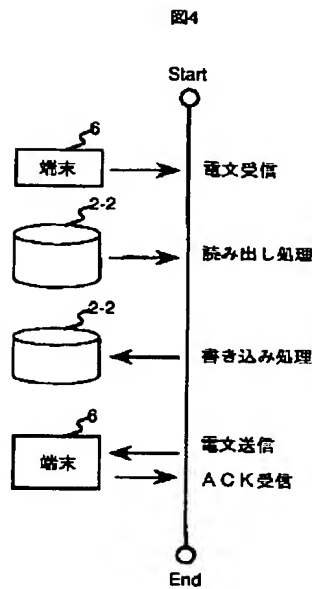 図4
Start
6
端末
電文受信
2-2
読み出し処理
2-2
書き込み処理
6
端末
電文送信
ACK受信
End